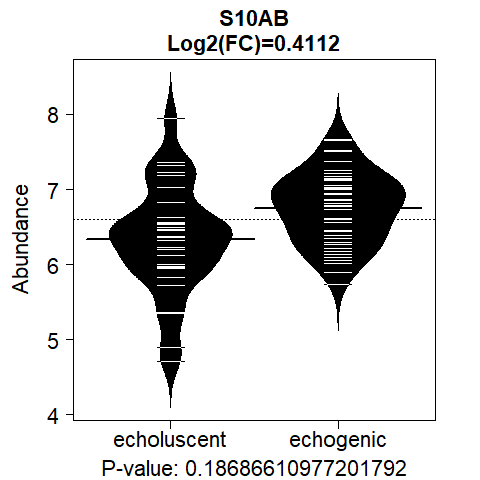 S10AB
Log2(FC)=0.4112
Abundance
8
7
6
5
4
echoluscent echogenic
P-value: 0.18686610977201792